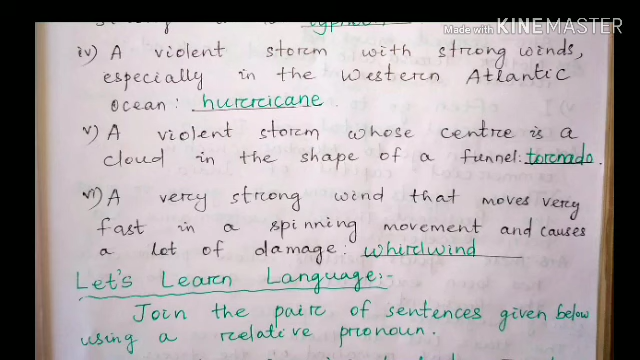 typhoon
Made with KINEMASTER
iv) A violent storm with strong winds,
especially in the Western Atlantic
Ocean: hurricane.
v) A violent storm whose centre is a
cloud in the shape of a funnel: tornado.
vi) A very strong wind that moves very
fast in a spinning movement and causes
a lot of damage: whirlwind
Let's Learn Language:-
Join the pair of sentences given below
using a relative pronoun.